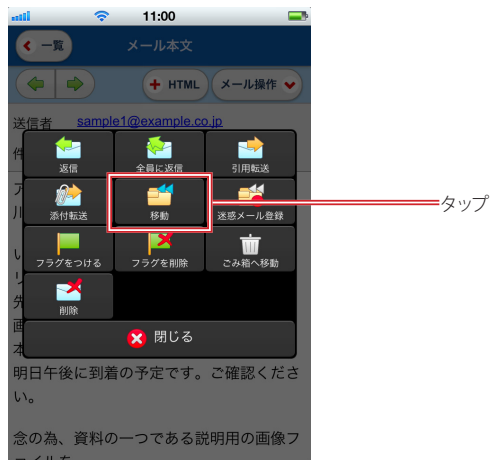 11:00
一覧
メール本文
HTML
メール操作
送信者 sample1@example.co.jp
件
返信
全員に返信
引用転送
ア
川
添付転送
移動
迷惑メール登録
タップ
い
フラグをつける
フラグを削除
ごみ箱へ移動
リ
先
削除
画
閉じる
本
明日午後に到着の予定です。ご確認くださ
い。
念の為、資料の一つである説明用の画像フ
ァイルを